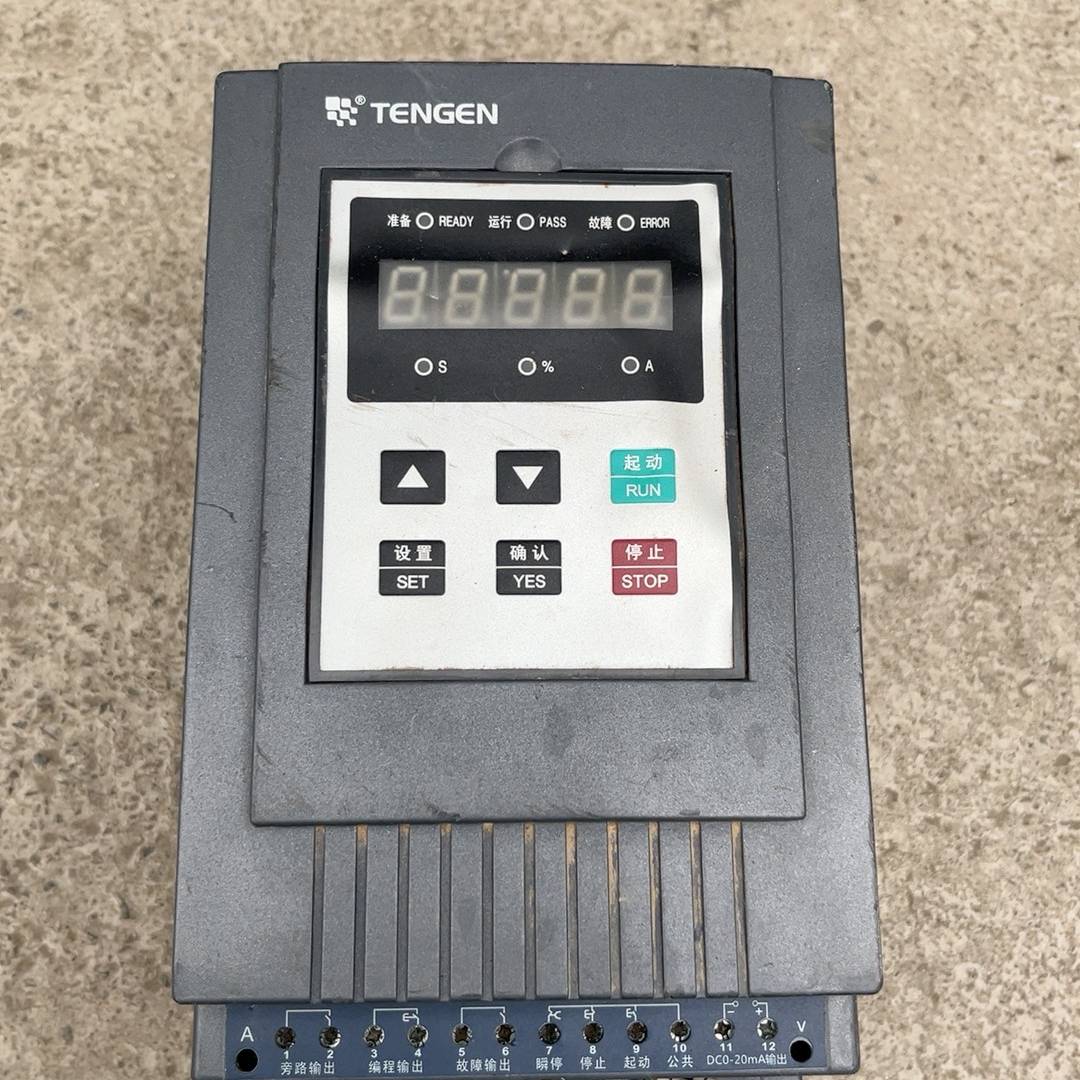 ® TENGEN
准备 READY 运行 PASS 故障 ERROR
S % A
起动
RUN
设置 确认 停止
SET YES STOP
A 1 2 3 4 5 6 7 8 9 10 11 12 V
− +
旁路输出 编程输出 故障输出 瞬停 停止 起动 公共 DC0-20mA输出